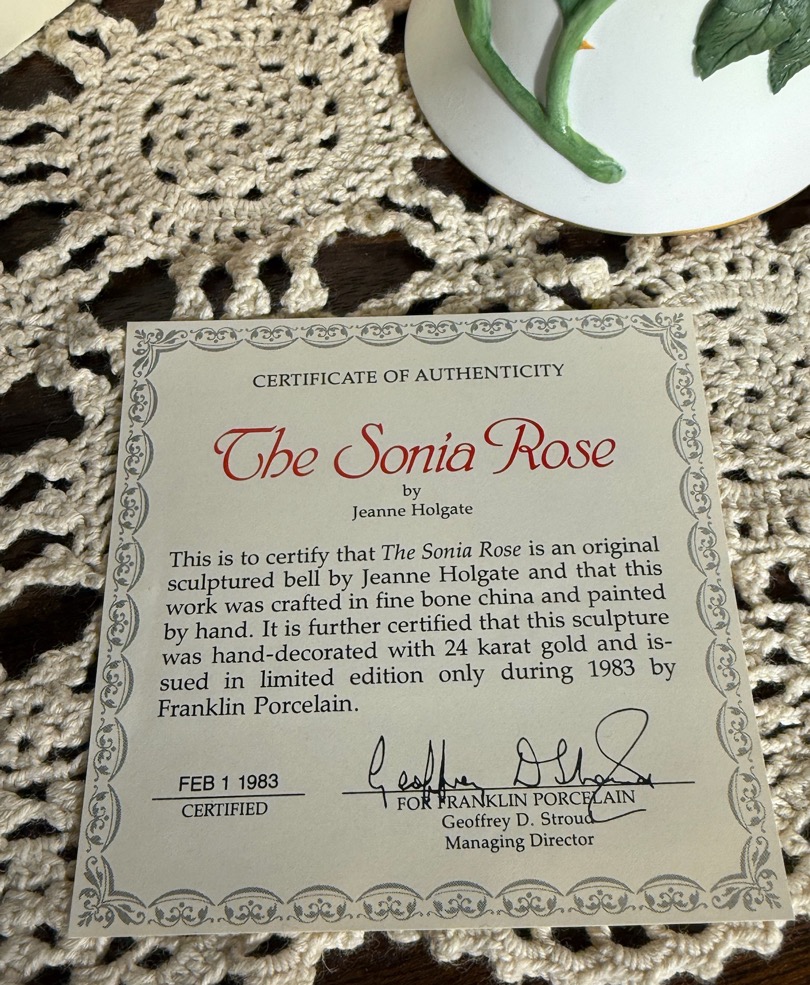 CERTIFICATE OF AUTHENTICITY
The Sonia Rose
by
Jeanne Holgate
This is to certify that The Sonia Rose is an original
sculptured bell by Jeanne Holgate and that this
work was crafted in fine bone china and painted
by hand. It is further certified that this sculpture
was hand-decorated with 24 karat gold and is-
sued in limited edition only during 1983 by
Franklin Porcelain.
FEB 1 1983
CERTIFIED
Geoffrey D Stroud
FOR FRANKLIN PORCELAIN
Geoffrey D. Stroud
Managing Director